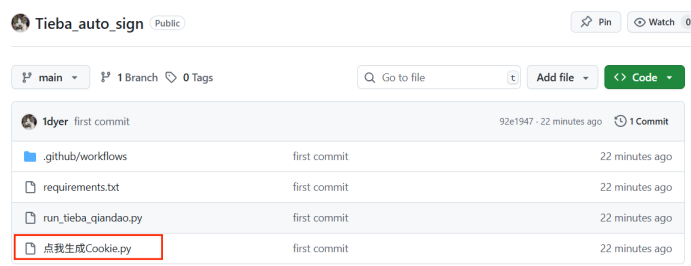 Tieba_auto_sign Public Pin Watch 0
main 1 Branch 0 Tags Go to file t Add file Code
1dyer first commit 92e1947 · 22 minutes ago 1 Commit
.github/workflows first commit 22 minutes ago
requirements.txt first commit 22 minutes ago
run_tieba_qiandao.py first commit 22 minutes ago
点我生成Cookie.py first commit 22 minutes ago